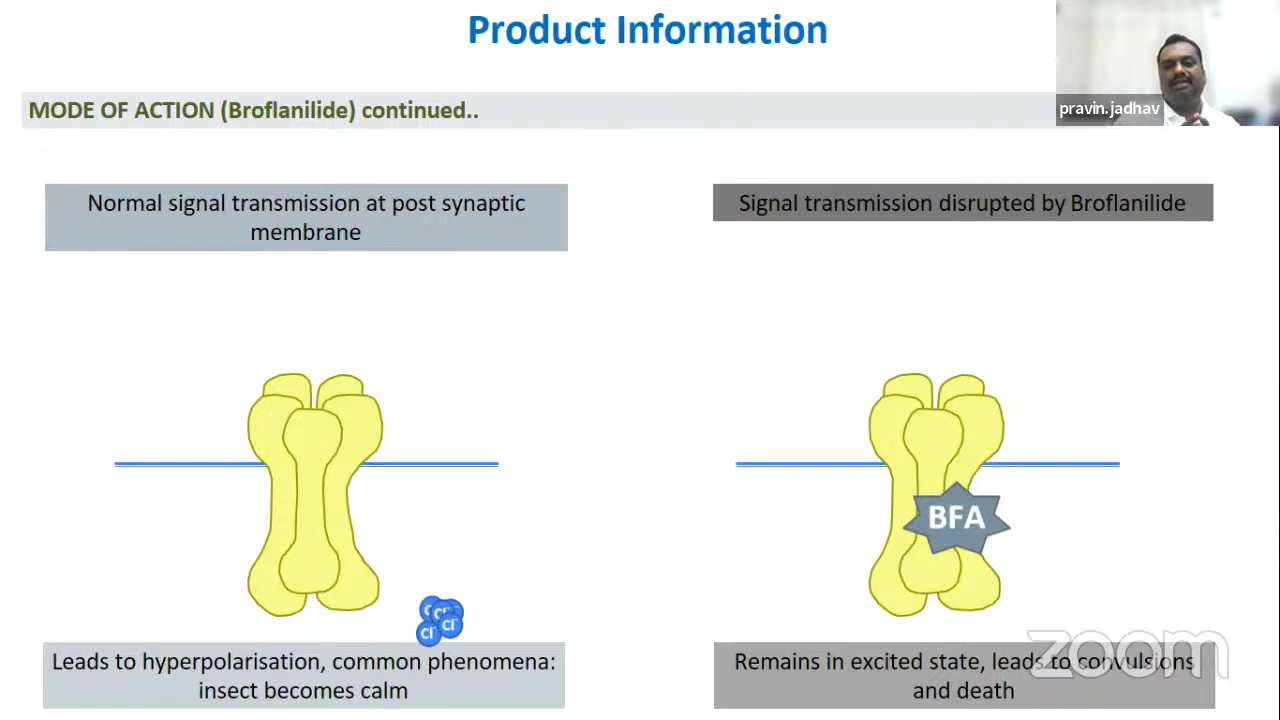 Product Information
pravin.jadhav
MODE OF ACTION (Broflanilide) continued..
Normal signal transmission at post synaptic
membrane
Signal transmission disrupted by Broflanilide
BFA
Cl⁻
Cl⁻
Cl⁻
Leads to hyperpolarisation, common phenomena:
insect becomes calm
Remains in excited state, leads to convulsions
and death
zoom